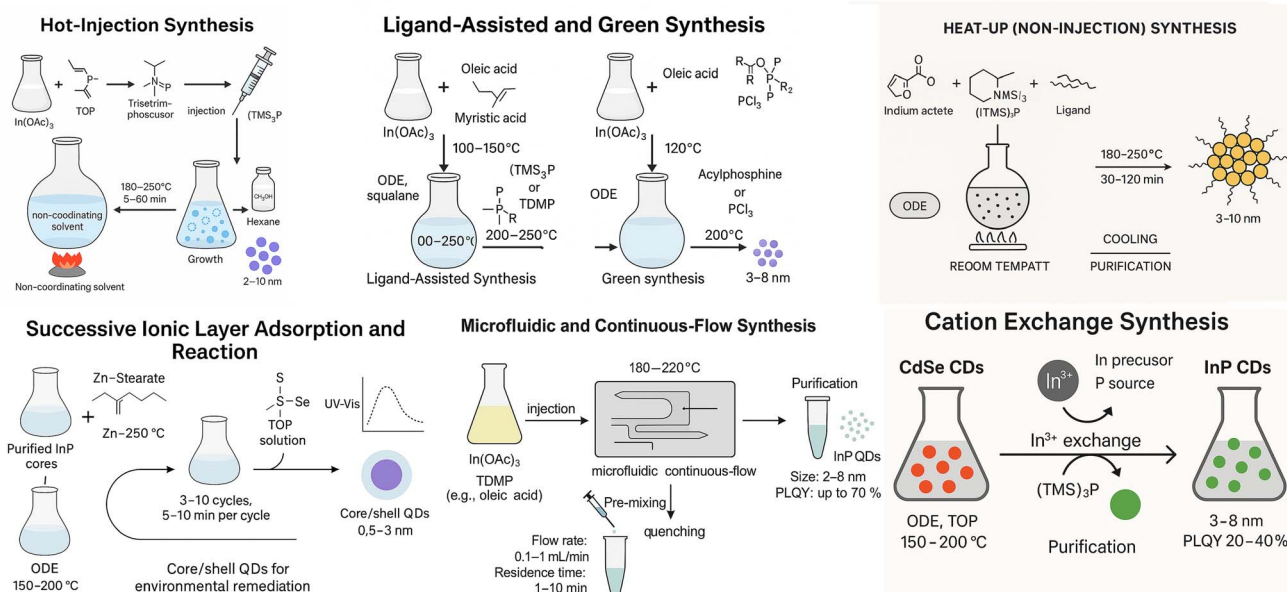 Hot-Injection Synthesis
In(OAc)₃
+
P
TOP
N=P
Trisetrim-
phoscusor
injection
(TMS₃P
180–250°C
5–60 min
non-coodinating
solvent
Growth
CH₃OH
Hexane
Non-coordinating solvent
2–10 nm
Ligand-Assisted and Green Synthesis
Oleic acid
+
Myristic acid
In(OAc)₃
100–150°C
ODE,
squalane
P
P
R
(TMS₃P
or
TDMP
00–250°(
200–250°C
Ligand-Assisted Synthesis
+
Oleic acid
R
O
R
P
P
R₂
PCl₃
In(OAc)₃
120°C
ODE
Acylphosphine
or
PCl₃
200°C
Green synthesis
3–8 nm
HEAT-UP (NON-INJECTION) SYNTHESIS
O
O
Indium actete
+
NMS/₃
(ITMS)₃P
+
Ligand
ODE
REOOM TEMPATT
180–250°C
30–120 min
COOLING
PURIFICATION
3–10 nm
Successive Ionic Layer Adsorption and
Reaction
Zn–Stearate
+
Zn–250 °C
Purified InP
cores
ODE
150–200 °C
S
S
Se
TOP
solution
3–10 cycles,
5–10 min per cycle
UV-Vis
Core/shell QDs
0,5–3 nm
Core/shell QDs for
environmental remediation
Microfluidic and Continuous-Flow Synthesis
In(OAc)₃
TDMP
(e.g., oleic acid)
injection
180–220°C
microfluidic continuous-flow
Pre-mixing
quenching
Flow rate:
0.1–1 mL/min
Residence time:
1–10 min
Purification
InP QDs
Size: 2–8 nm
PLQY: up to 70 %
Cation Exchange Synthesis
CdSe CDs
In³⁺
In precusor
P source
In³⁺ exchange
(TMS)₃P
Purification
ODE, TOP
150–200 °C
InP CDs
3–8 nm
PLQY 20–40%